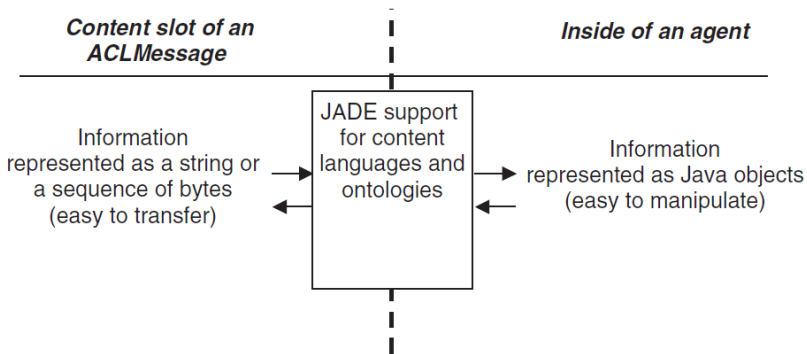 Content slot of an
ACLMessage
Inside of an agent
Information
represented as a string or
a sequence of bytes
(easy to transfer)
JADE support
for content
languages and
ontologies
Information
represented as Java objects
(easy to manipulate)